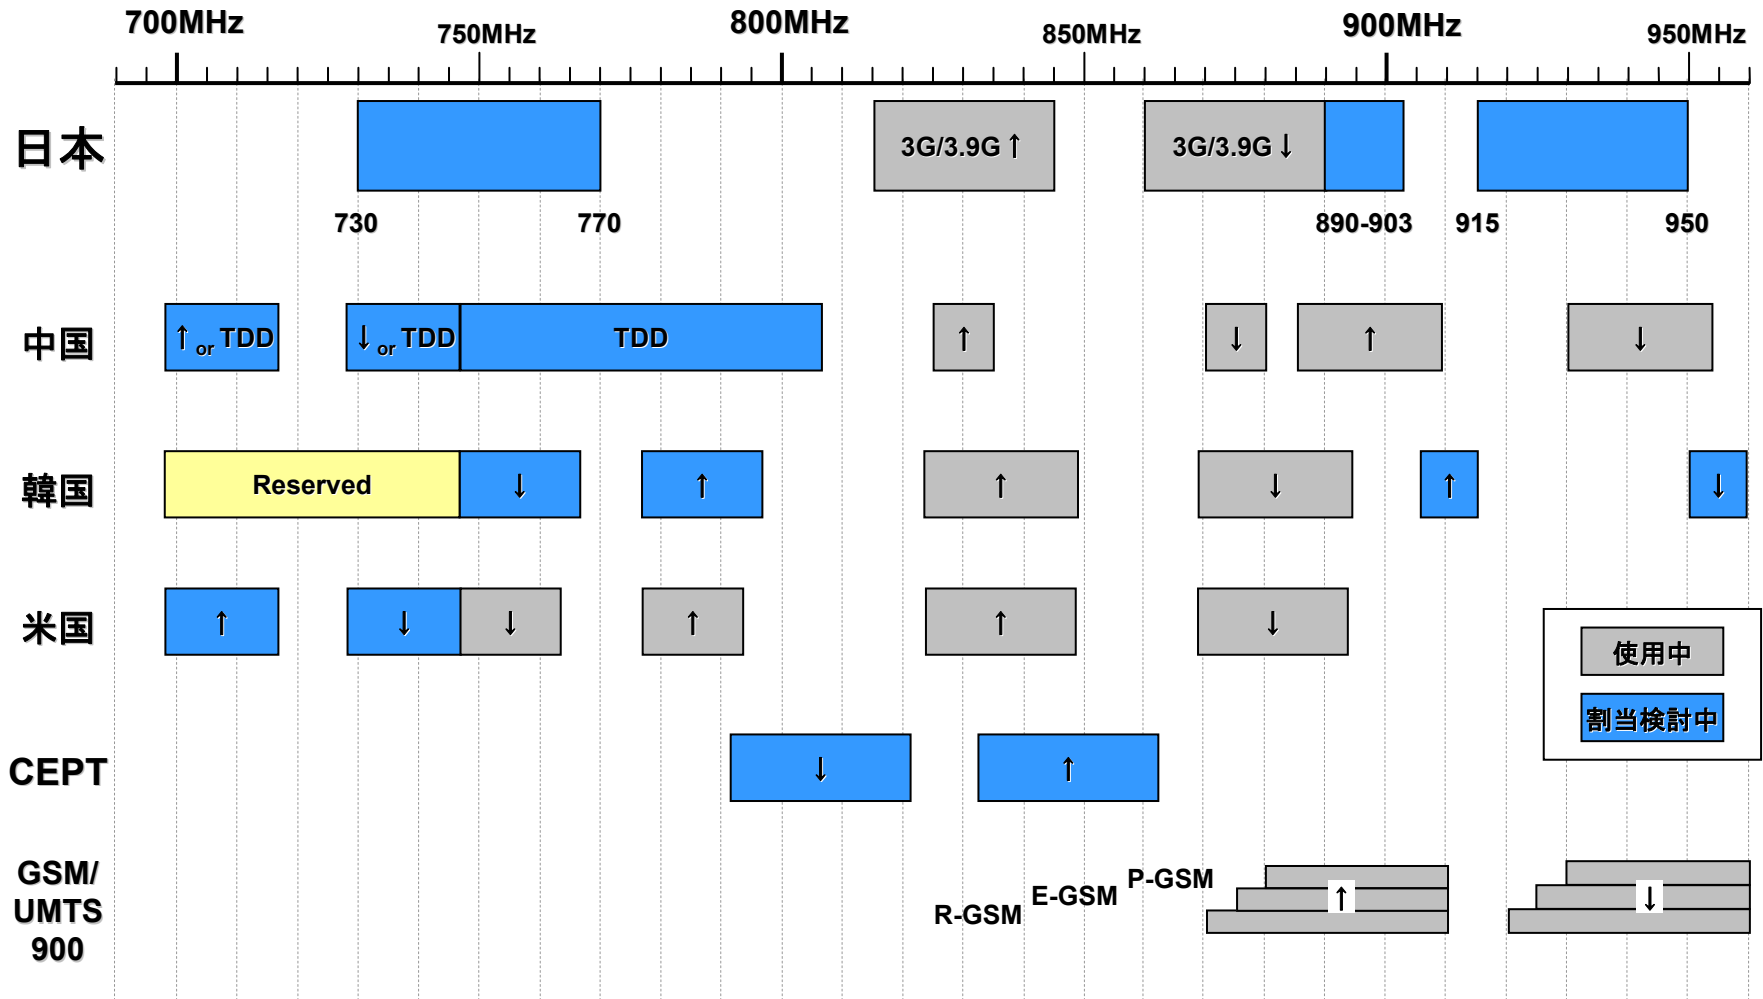 700MHz 750MHz 800MHz 850MHz 900MHz 950MHz
日本 3G/3.9G↑ 3G/3.9G↓
730 770 890-903 915 950
中国 ↑ or TDD ↓ or TDD TDD ↑ ↓ ↑ ↓
韓国 Reserved ↓ ↑ ↑ ↓ ↑ ↓
米国 ↑ ↓ ↓ ↑ ↑ ↓
使用中
割当検討中
CEPT ↓ ↑
GSM/
UMTS
900
R-GSM E-GSM P-GSM ↑ ↓